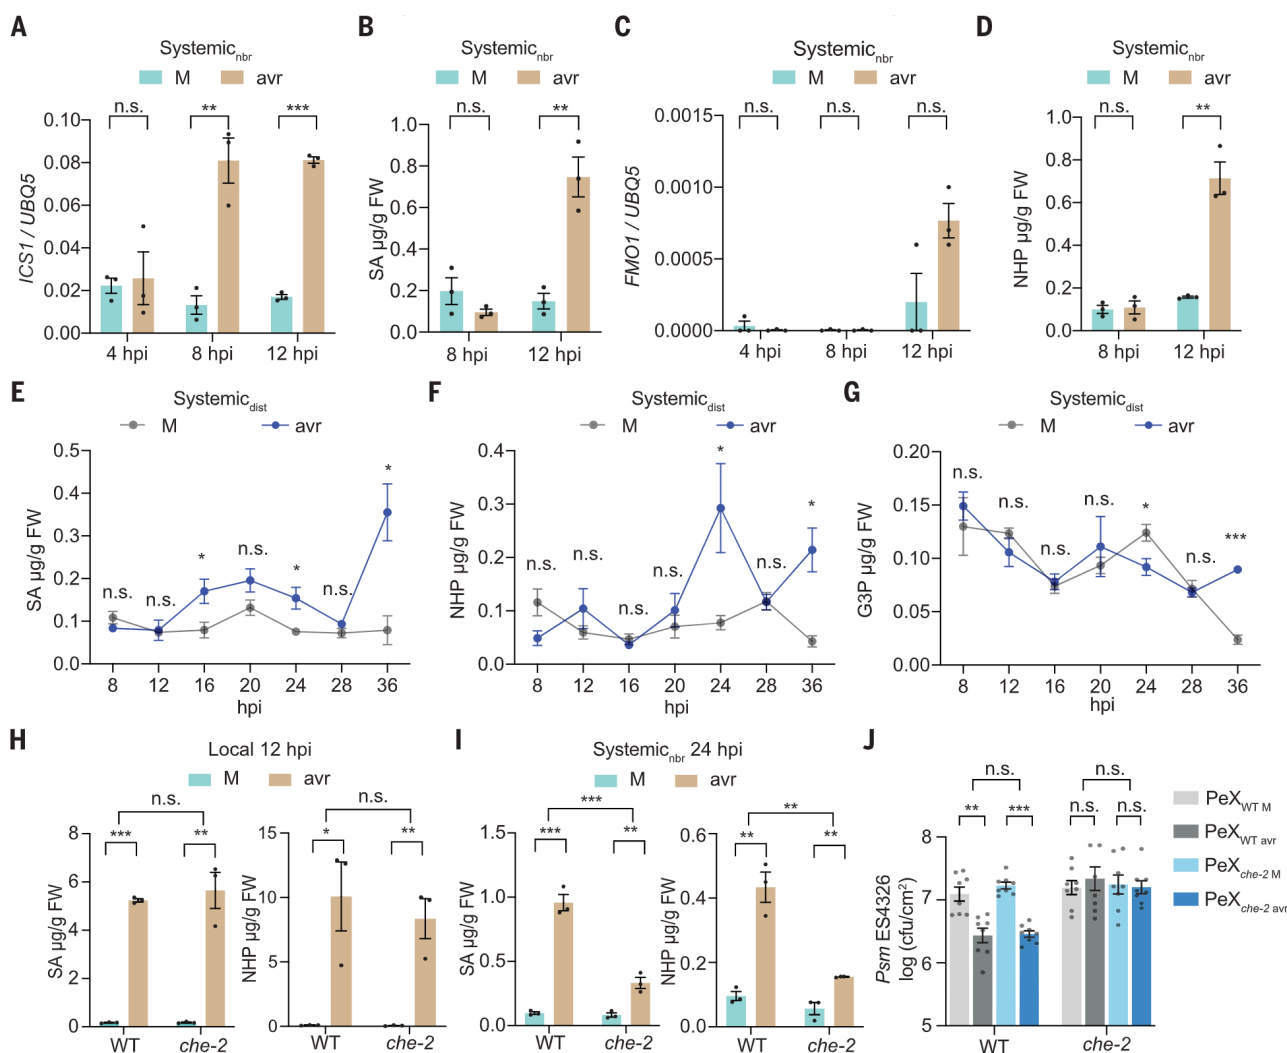 A
Systemicnbr
M avr
n.s. ** ***
ICS1 / UBQ5
0.10
0.08
0.06
0.04
0.02
0.00
4 hpi 8 hpi 12 hpi
B
Systemicnbr
M avr
n.s. **
SA µg/g FW
1.0
0.8
0.6
0.4
0.2
0.0
8 hpi 12 hpi
C
Systemicnbr
M avr
n.s. n.s. n.s.
FMO1 / UBQ5
0.0015
0.0010
0.0005
0.0000
4 hpi 8 hpi 12 hpi
D
Systemicnbr
M avr
n.s. **
NHP µg/g FW
1.0
0.8
0.6
0.4
0.2
0.0
8 hpi 12 hpi
E
Systemicdist
M avr
SA µg/g FW
0.5
0.4
0.3
0.2
0.1
0.0
n.s. n.s. * n.s. * n.s. *
8 12 16 20 24 28 36
hpi
F
Systemicdist
M avr
NHP µg/g FW
0.4
0.3
0.2
0.1
0.0
n.s. n.s. n.s. n.s. * n.s. *
8 12 16 20 24 28 36
hpi
G
Systemicdist
M avr
G3P µg/g FW
0.20
0.15
0.10
0.05
0.00
n.s. n.s. n.s. n.s. * n.s. ***
8 12 16 20 24 28 36
hpi
H
Local 12 hpi
M avr
n.s.
*** **
SA µg/g FW
8
6
4
2
0
WT che-2
n.s.
* **
NHP µg/g FW
15
10
5
0
WT che-2
I
Systemicnbr 24 hpi
M avr
***
*** **
SA µg/g FW
1.5
1.0
0.5
0.0
WT che-2
**
** **
NHP µg/g FW
0.6
0.4
0.2
0.0
WT che-2
J
n.s. n.s.
** *** n.s. n.s.
Psm ES4326
log (cfu/cm²)
8
7
6
5
WT che-2
PeXWT M
PeXWT avr
PeXche-2 M
PeXche-2 avr